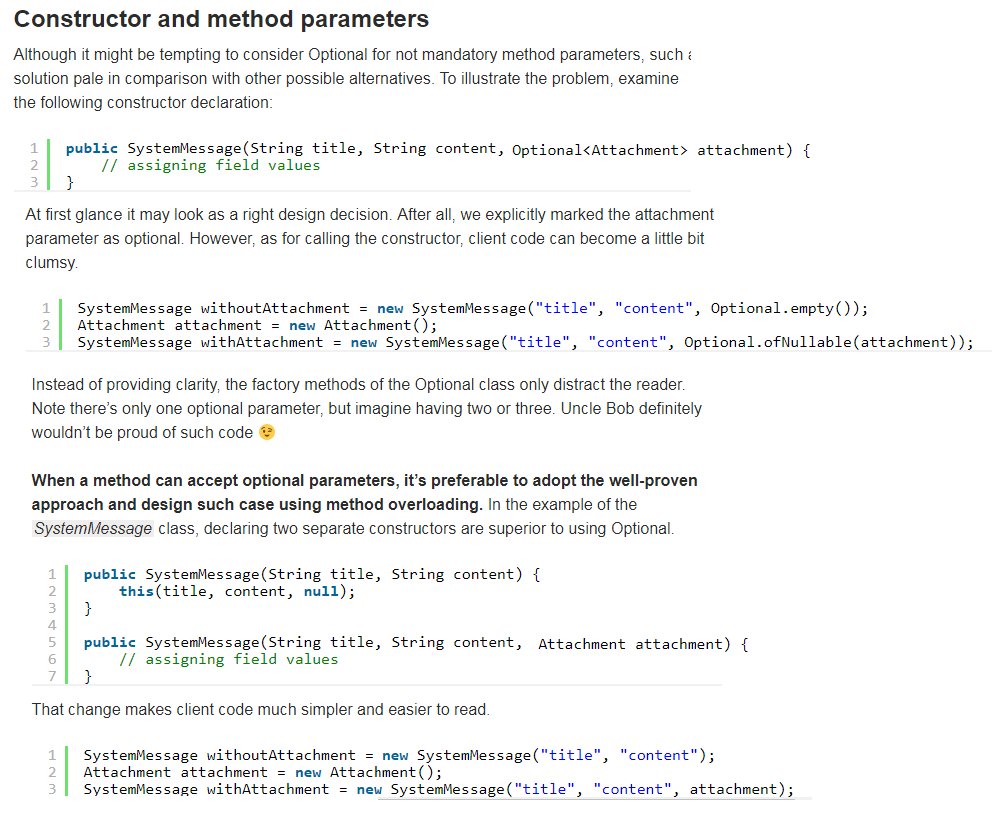 Constructor and method parameters
Although it might be tempting to consider Optional for not mandatory method parameters, such
solution pale in comparison with other possible alternatives. To illustrate the problem, examine
the following constructor declaration:
1 public SystemMessage(String title, String content, Optional<Attachment> attachment) {
2 // assigning field values
3 }
At first glance it may look as a right design decision. After all, we explicitly marked the attachment
parameter as optional. However, as for calling the constructor, client code can become a little bit
clumsy.
1 SystemMessage withoutAttachment = new SystemMessage("title", "content", Optional.empty());
2 Attachment attachment = new Attachment();
3 SystemMessage withAttachment = new SystemMessage("title", "content", Optional.ofNullable(attachment));
Instead of providing clarity, the factory methods of the Optional class only distract the reader.
Note there's only one optional parameter, but imagine having two or three. Uncle Bob definitely
wouldn't be proud of such code 😉
When a method can accept optional parameters, it's preferable to adopt the well-proven
approach and design such case using method overloading. In the example of the
SystemMessage class, declaring two separate constructors are superior to using Optional.
1 public SystemMessage(String title, String content) {
2 this(title, content, null);
3 }
4
5 public SystemMessage(String title, String content, Attachment attachment) {
6 // assigning field values
7 }
That change makes client code much simpler and easier to read.
1 SystemMessage withoutAttachment = new SystemMessage("title", "content");
2 Attachment attachment = new Attachment();
3 SystemMessage withAttachment = new SystemMessage("title", "content", attachment);